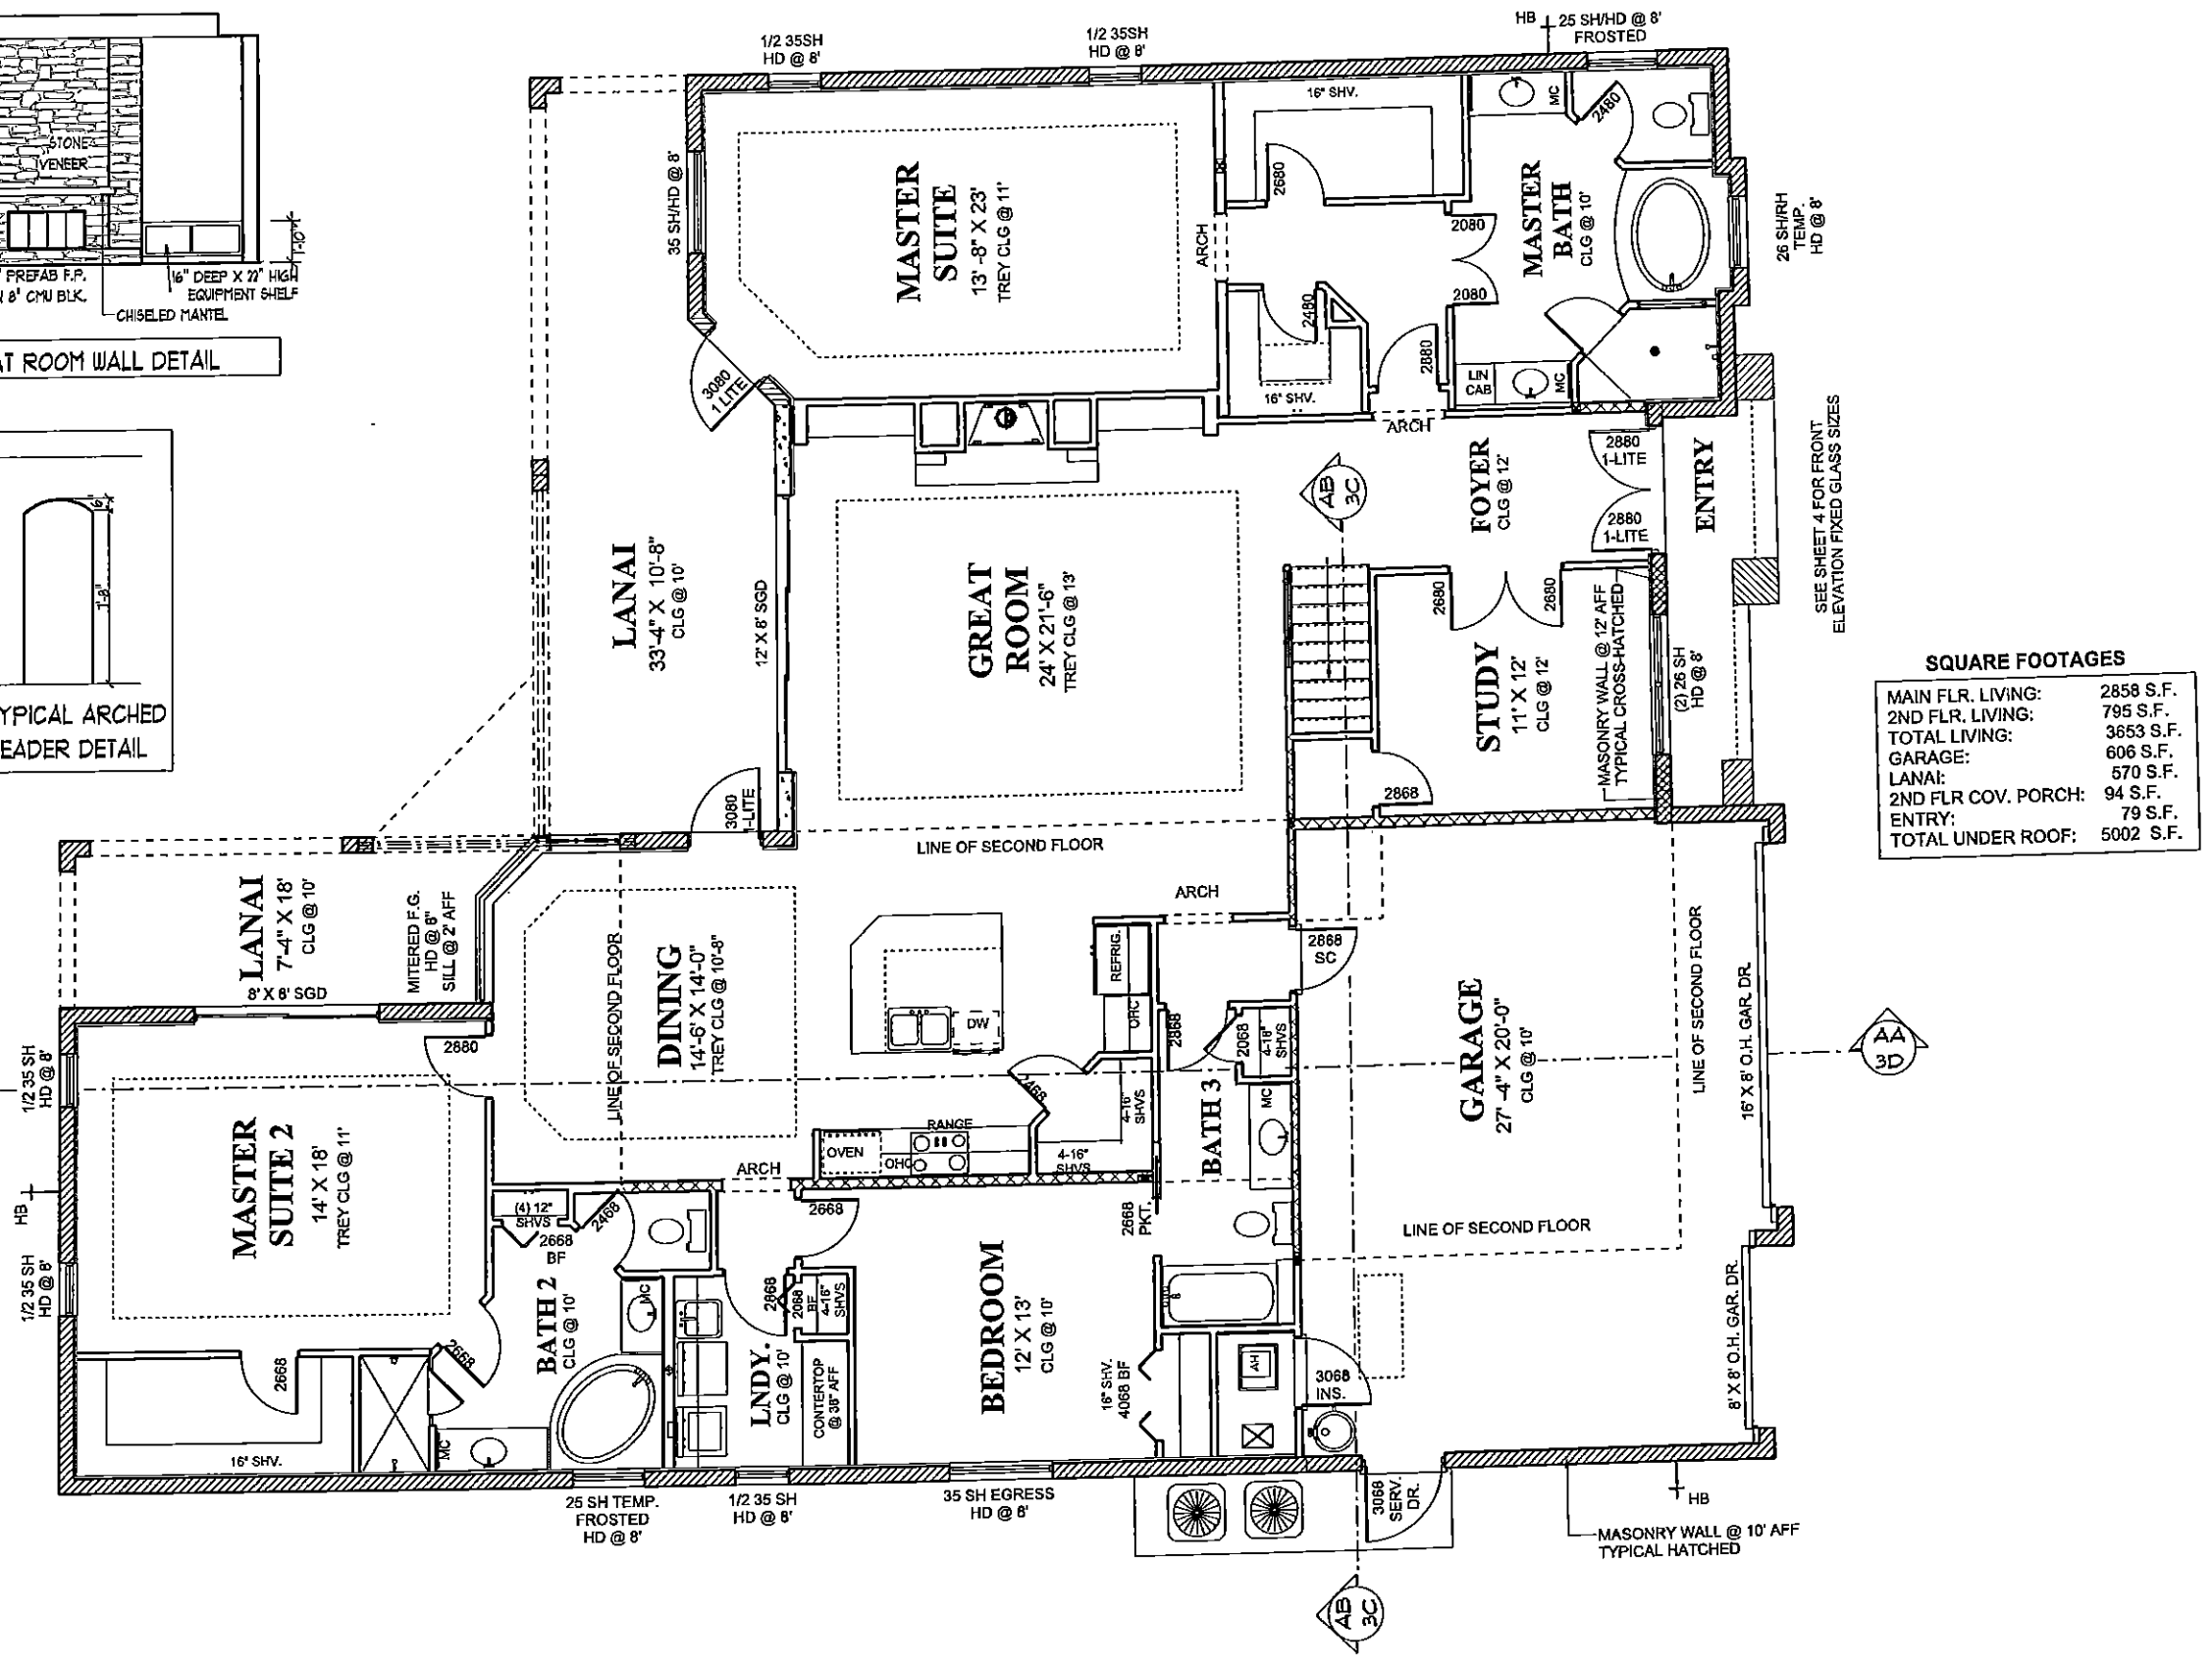 STONE
VENEER
PREFAB F.P.
8" CMU BLK.
16" DEEP X 22" HIGH
EQUIPMENT SHELF
1'-10"
CHISELED MANTEL
AT ROOM WALL DETAIL
6"
7'-8"
YPICAL ARCHED
EADER DETAIL
1/2 35SH
HD @ 8'
1/2 35SH
HD @ 8'
HB
25 SH/HD @ 8'
FROSTED
35 SH/HD @ 8'
MASTER
SUITE
13' -8" X 23'
TREY CLG @ 11'
ARCH
16" SHV.
2680
MC
2480
MASTER
BATH
CLG @ 10'
2080
2080
26 SH/RH
TEMP.
HD @ 8'
2480
16" SHV.
2880
LIN
CAB
MC
ARCH
3080
1 LITE
LANAI
33'-4" X 10'-8"
CLG @ 10'
12' X 8' SGD
3080
1-LITE
GREAT
ROOM
24' X 21'-6"
TREY CLG @ 13'
AB
3C
FOYER
CLG @ 12'
2880
1-LITE
2880
1-LITE
ENTRY
SEE SHEET 4 FOR FRONT
ELEVATION FIXED GLASS SIZES
2680
2680
STUDY
11' X 12'
CLG @ 12'
MASONRY WALL @ 12' AFF
TYPICAL CROSS-HATCHED
(2) 26 SH
HD @ 8'
2868
SQUARE FOOTAGES
MAIN FLR. LIVING: 2858 S.F.
2ND FLR. LIVING: 795 S.F.
TOTAL LIVING: 3653 S.F.
GARAGE: 606 S.F.
LANAI: 570 S.F.
2ND FLR COV. PORCH: 94 S.F.
ENTRY: 79 S.F.
TOTAL UNDER ROOF: 5002 S.F.
LINE OF SECOND FLOOR
LANAI
7'-4" X 18'
CLG @ 10'
8' X 8' SGD
MITERED F.G.
HD @ 8"
SILL @ 2' AFF
LINE OF SECOND FLOOR
DINING
14'-6' X 14'-0"
TREY CLG @ 10'-8"
DW
REFRIG.
OHC
ARCH
2868
SC
2868
2068
4-18"
SHVS
GARAGE
27' -4" X 20'-0"
CLG @ 10'
LINE OF SECOND FLOOR
16' X 8' O.H. GAR. DR.
AA
3D
2880
1/2 35 SH
HD @ 8'
MASTER
SUITE 2
14' X 18'
TREY CLG @ 11'
HB
1/2 35 SH
HD @ 8'
OVEN
RANGE
OHC
2468
4-16"
SHVS
4-16"
SHVS
BATH 3
MC
ARCH
(4) 12"
SHVS
2468
2668
BF
2668
2668
PKT.
LINE OF SECOND FLOOR
BATH 2
CLG @ 10'
MC
2868
2068
BF
4-16"
SHVS
LNDY.
CLG @ 10'
CONTERTOP
@ 38" AFF
BEDROOM
12' X 13'
CLG @ 10'
16" SHV.
4068 BF
AH
3068
INS.
8' X 8' O.H. GAR. DR.
2668
2668
MC
16" SHV.
25 SH TEMP.
FROSTED
HD @ 8'
1/2 35 SH
HD @ 8'
35 SH EGRESS
HD @ 8'
3068
SERV.
DR.
HB
MASONRY WALL @ 10' AFF
TYPICAL HATCHED
AB
3C